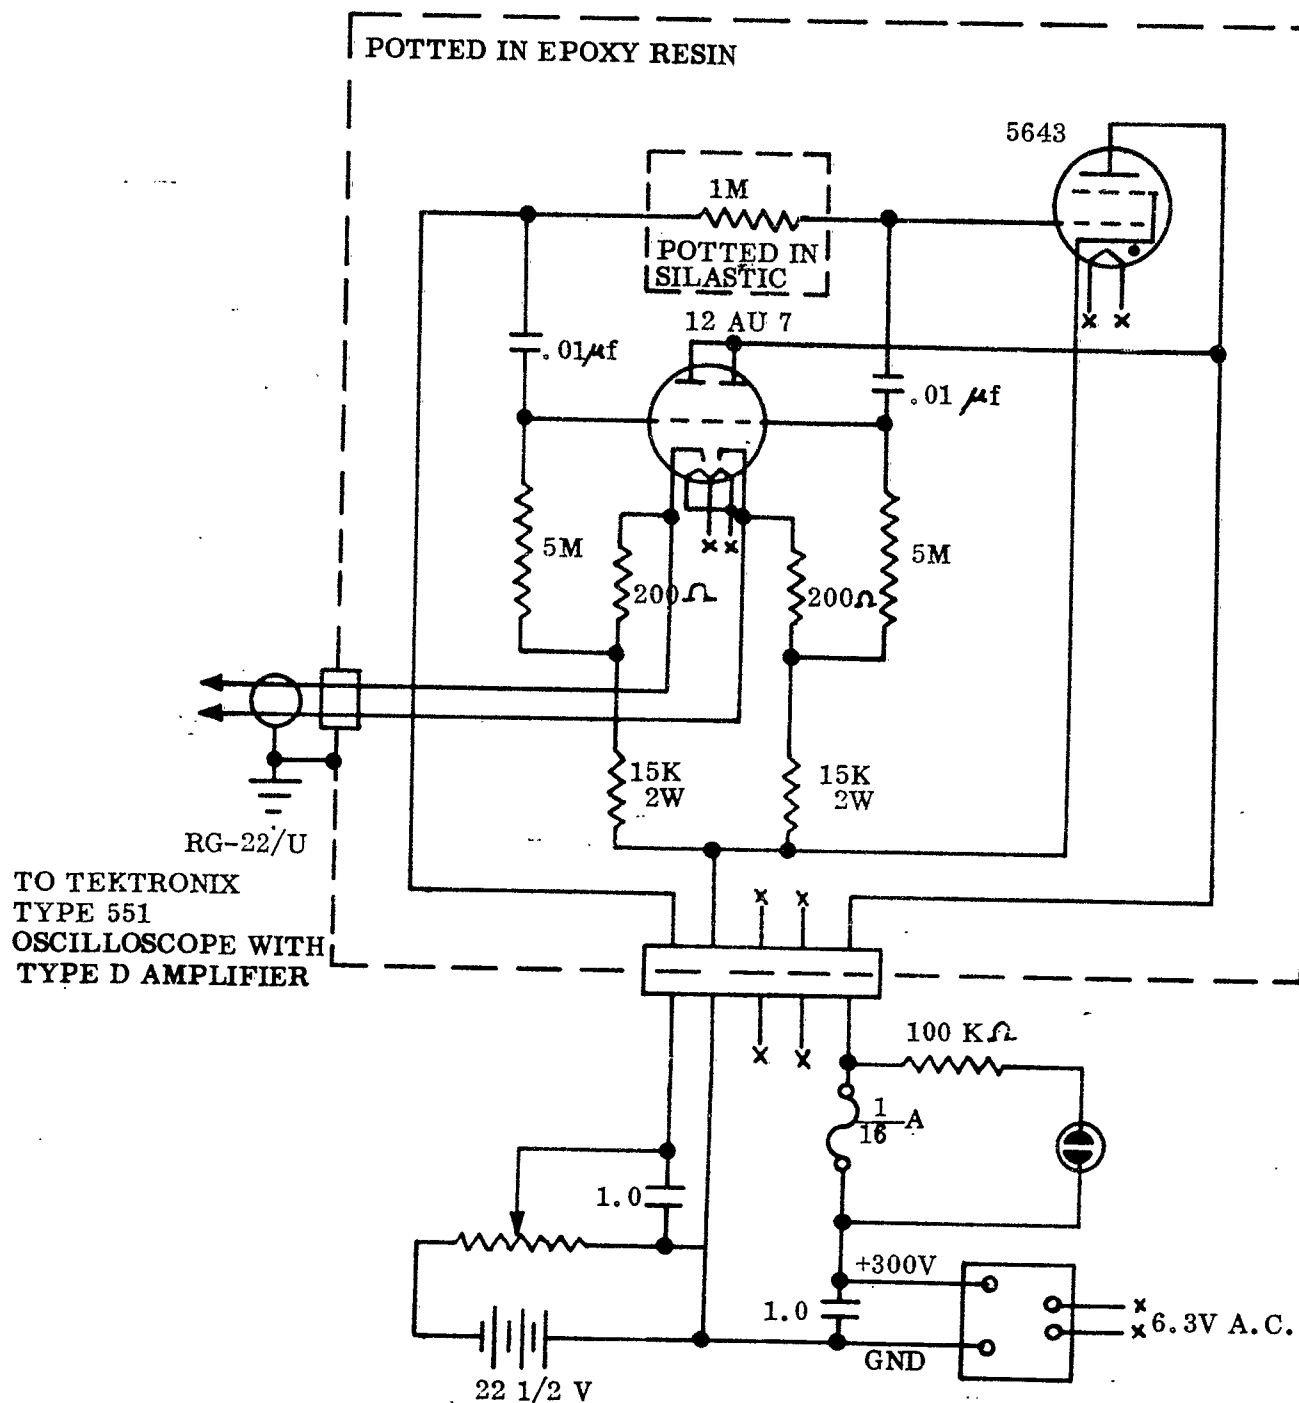 POTTED IN EPOXY RESIN
5643
1M
POTTED IN
SILASTIC
12 AU 7
.01μf
.01 μf
5M
200Ω
200Ω
5M
15K
2W
15K
2W
RG-22/U
TO TEKTRONIX
TYPE 551
OSCILLOSCOPE WITH
TYPE D AMPLIFIER
x x
x x
x x
x x
100 KΩ
1/16 A
1.0
+300V
1.0
GND
x
x 6.3V A.C.
22 1/2 V